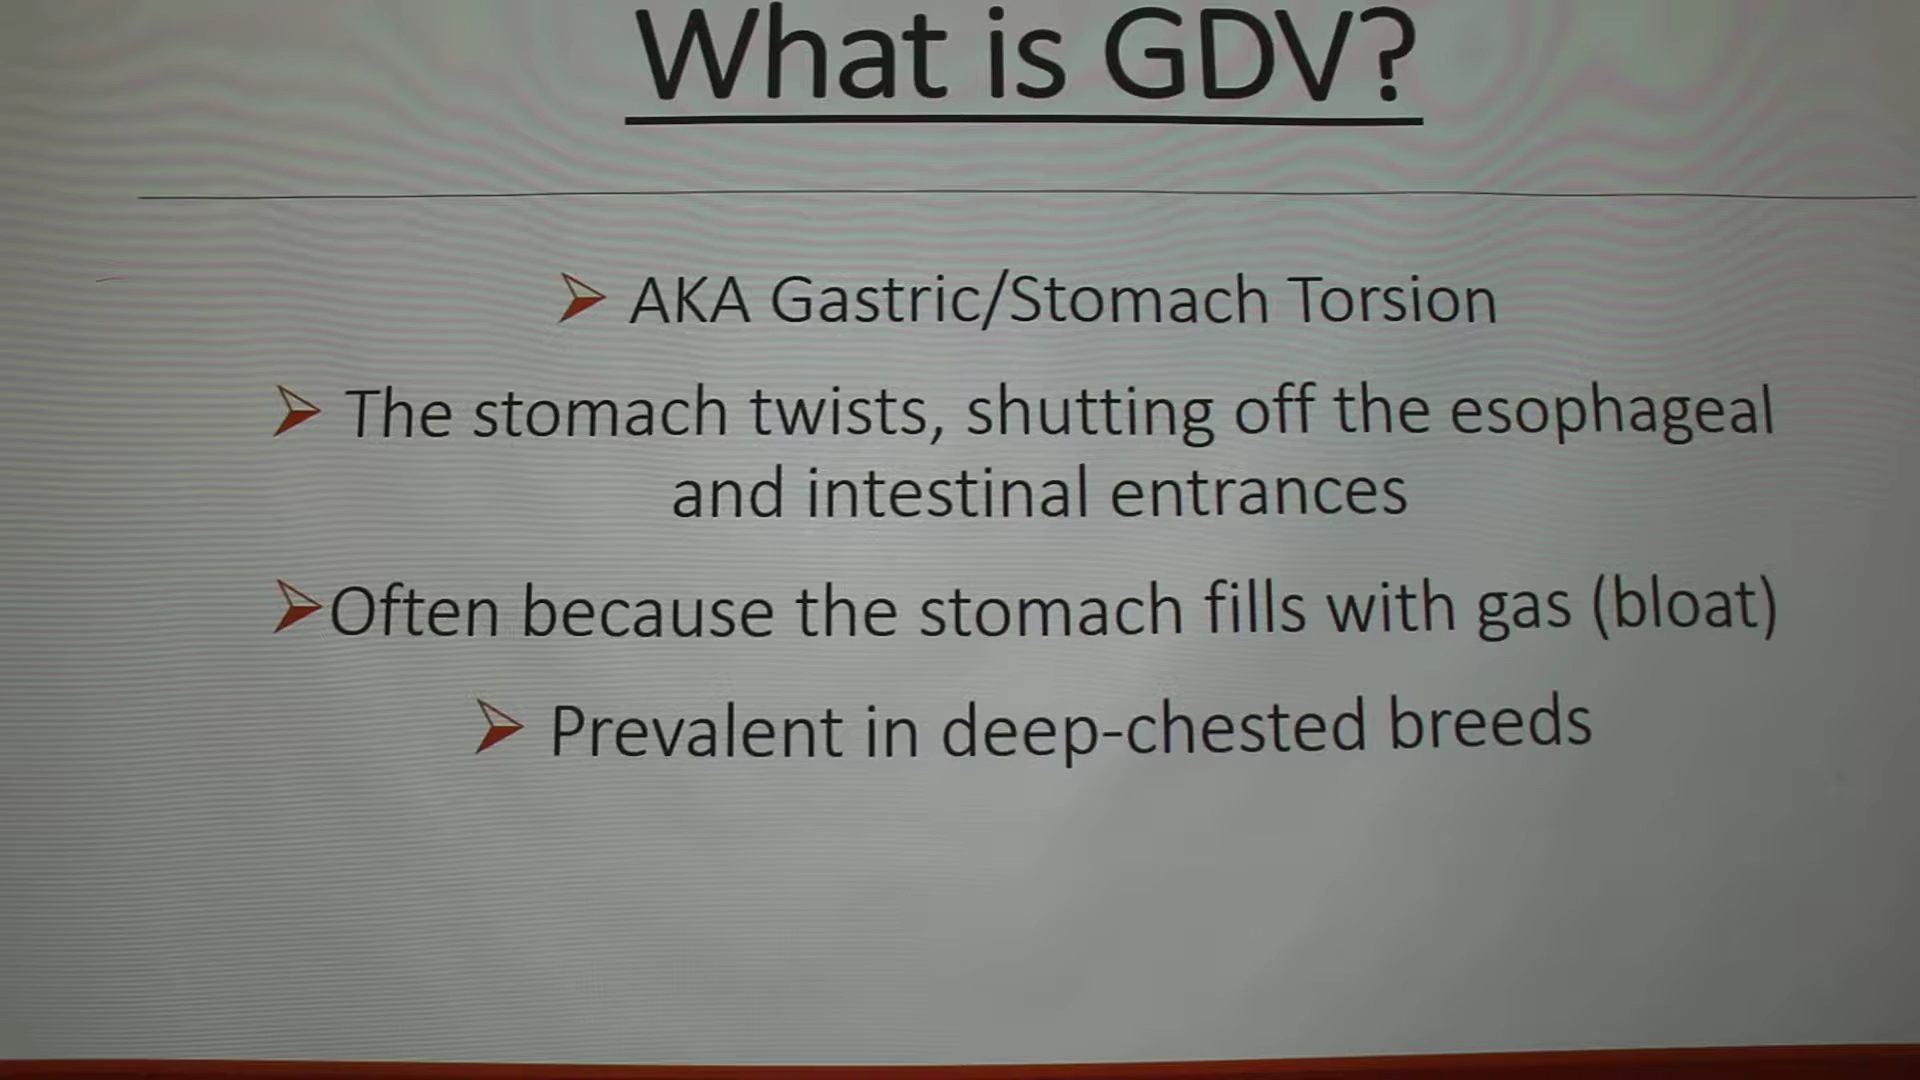 What is GDV?
AKA Gastric/Stomach Torsion
The stomach twists, shutting off the esophageal
and intestinal entrances
Often because the stomach fills with gas (bloat)
Prevalent in deep-chested breeds